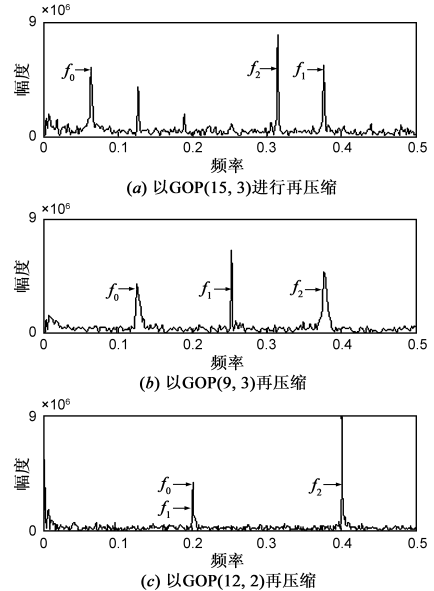 9 ×10⁶
幅度
f₀
f₂
f₁
0
0 0.1 0.2 0.3 0.4 0.5
频率
(a) 以GOP(15, 3)进行再压缩
9 ×10⁶
幅度
f₀
f₁
f₂
0
0 0.1 0.2 0.3 0.4 0.5
频率
(b) 以GOP(9, 3)再压缩
9 ×10⁶
幅度
f₀
f₁
f₂
0
0 0.1 0.2 0.3 0.4 0.5
频率
(c) 以GOP(12, 2)再压缩